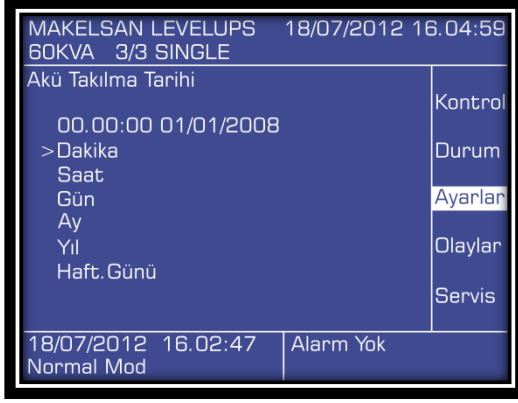 MAKELSAN LEVELUPS 18/07/2012 16.04:59
60KVA 3/3 SINGLE
Akü Takılma Tarihi
00.00:00 01/01/2008
>Dakika
Saat
Gün
Ay
Yıl
Haft.Günü
Kontrol
Durum
Ayarlar
Olaylar
Servis
18/07/2012 16.02:47
Normal Mod
Alarm Yok